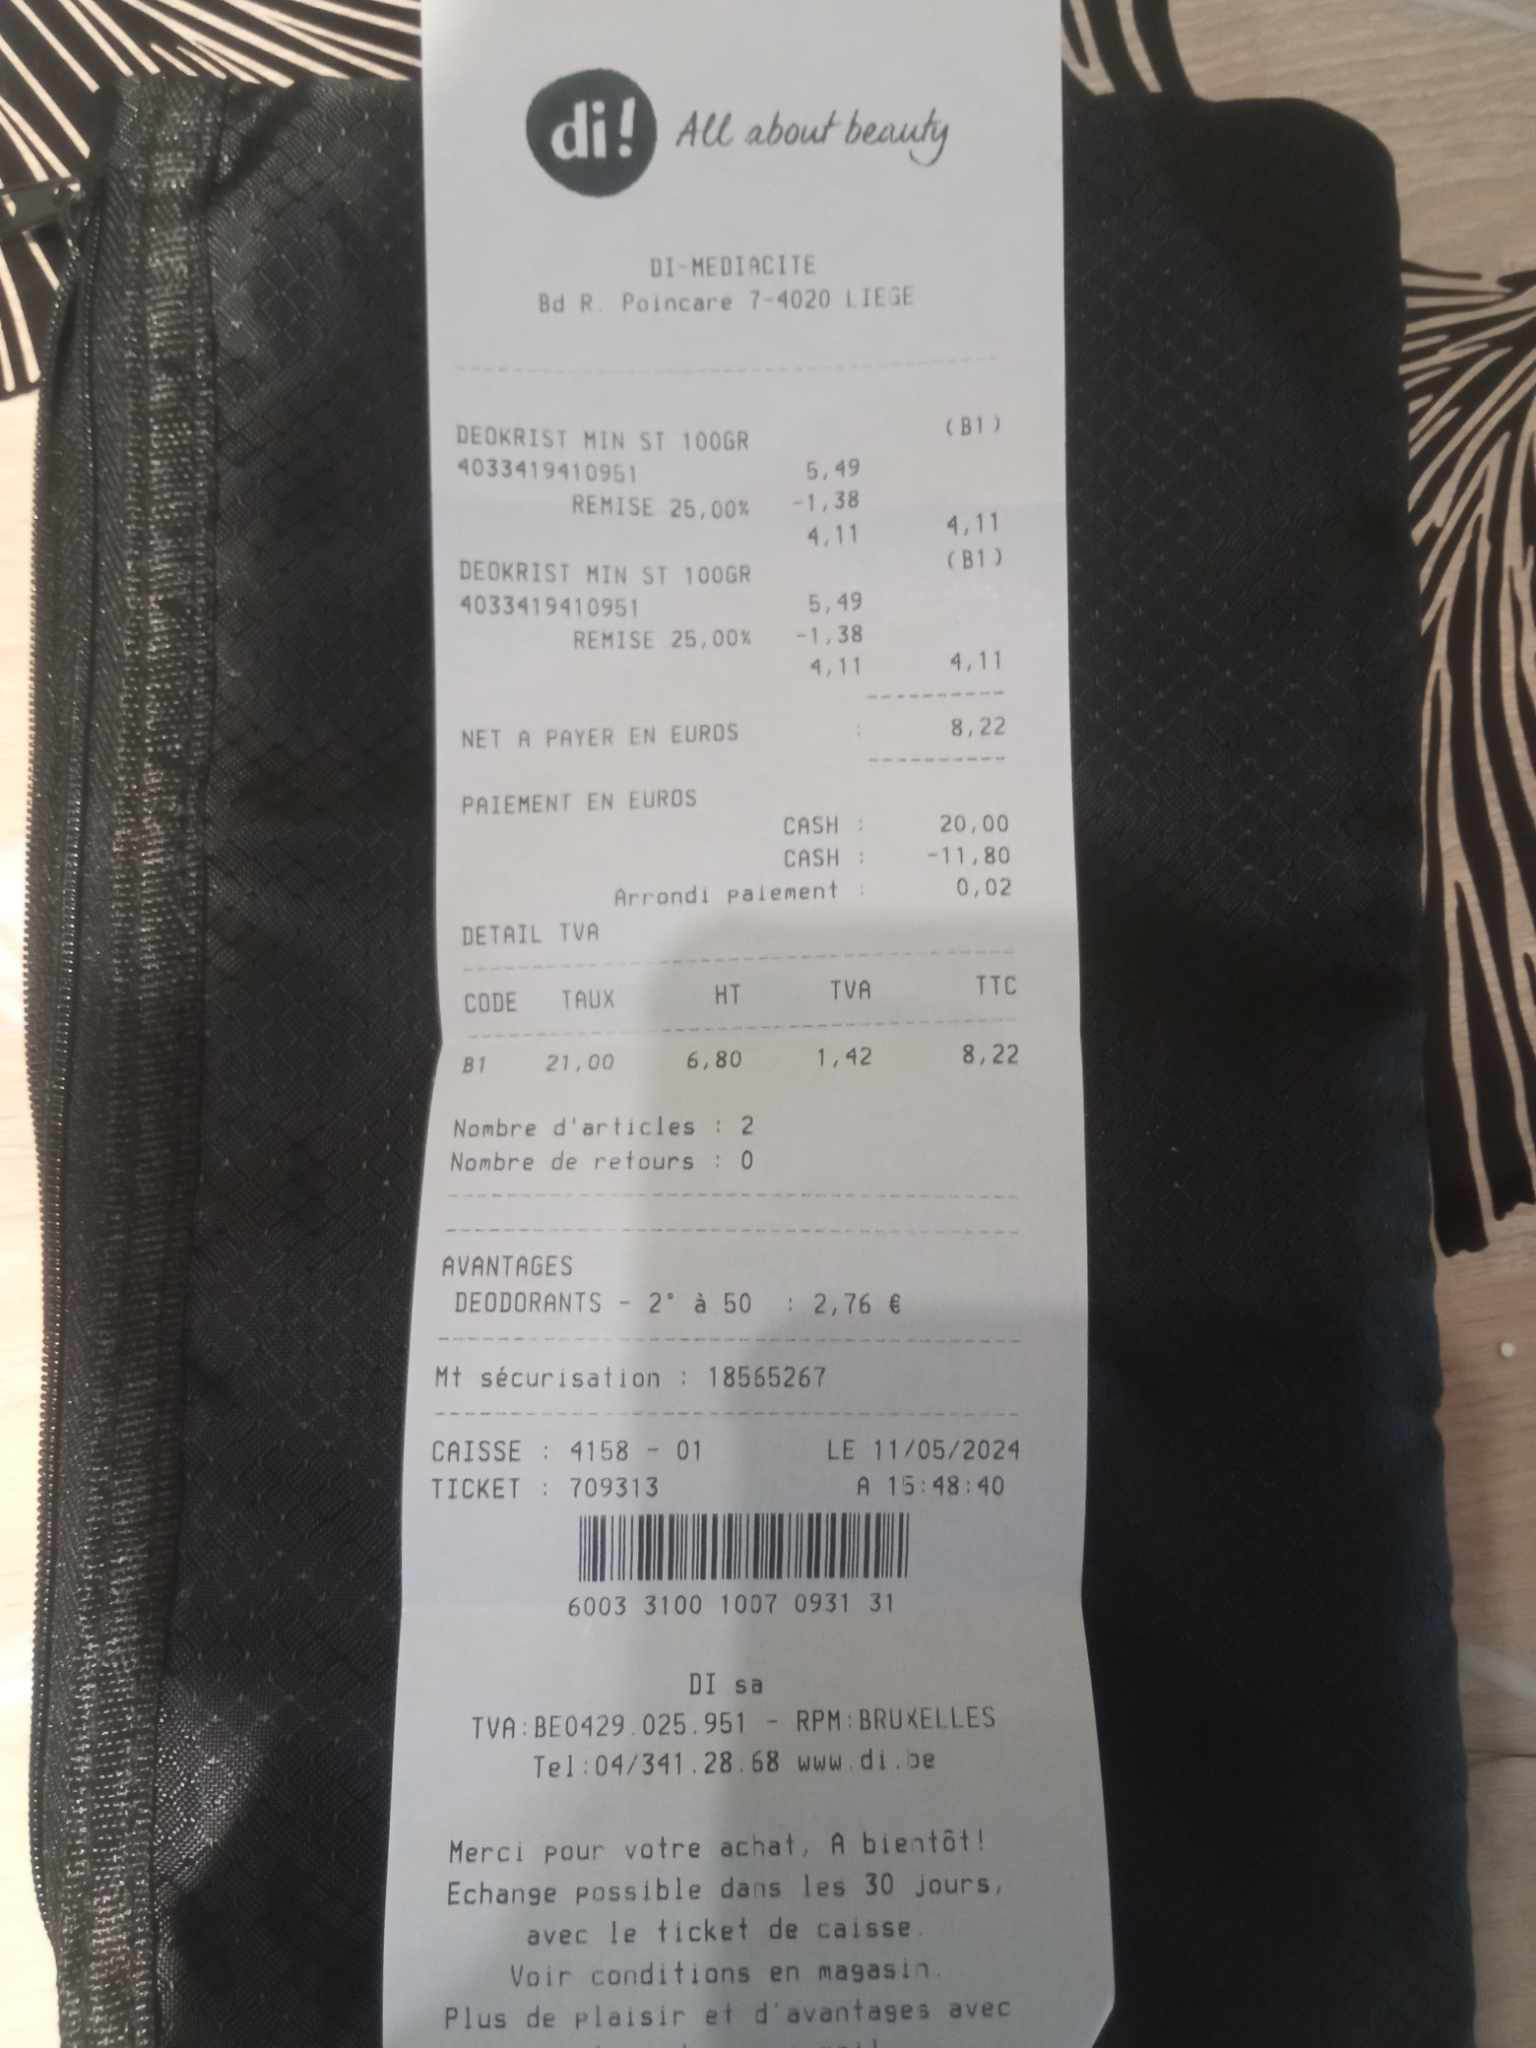 di! All about beauty
DI-MEDIACITE
Bd R. Poincare 7-4020 LIEGE
DEOKRIST MIN ST 100GR (B1)
4033419410951 5,49
REMISE 25,00% -1,38
4,11 4,11
DEOKRIST MIN ST 100GR (B1)
4033419410951 5,49
REMISE 25,00% -1,38
4,11 4,11
NET A PAYER EN EUROS : 8,22
PAIEMENT EN EUROS
CASH : 20,00
CASH : -11,80
Arrondi paiement : 0,02
DETAIL TVA
CODE TAUX HT TVA TTC
B1 21,00 6,80 1,42 8,22
Nombre d'articles : 2
Nombre de retours : 0
AVANTAGES
DEODORANTS - 2° à 50 : 2,76 €
Mt sécurisation : 18565267
CAISSE : 4158 - 01 LE 11/05/2024
TICKET : 709313 A 15:48:40
6003 3100 1007 0931 31
DI sa
TVA:BE0429.025.951 - RPM:BRUXELLES
Tel:04/341.28.68 www.di.be
Merci pour votre achat, A bientôt!
Echange possible dans les 30 jours,
avec le ticket de caisse.
Voir conditions en magasin.
Plus de plaisir et d'avantages avec